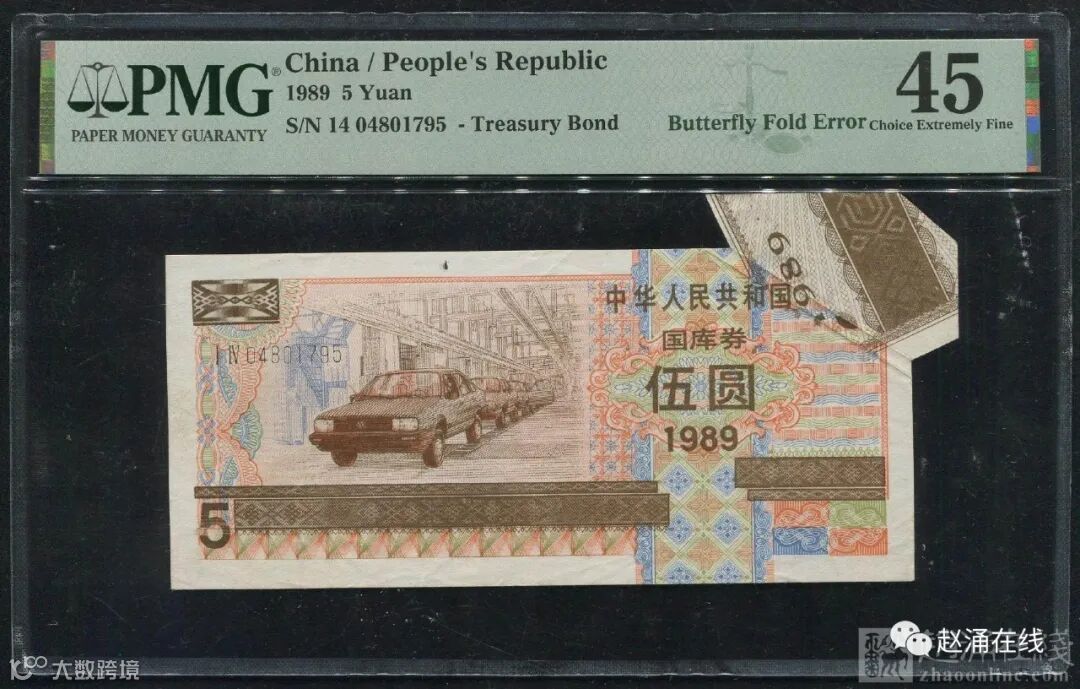 PMG®
PAPER MONEY GUARANTY
China / People's Republic
1989 5 Yuan
S/N 14 04801795 - Treasury Bond
Butterfly Fold Error
45
Choice Extremely Fine
1989
中华人民共和国
国库券
伍圆
1989
IⅣ04801795
5
赵涌在线
zhaoonline.com
大数跨境